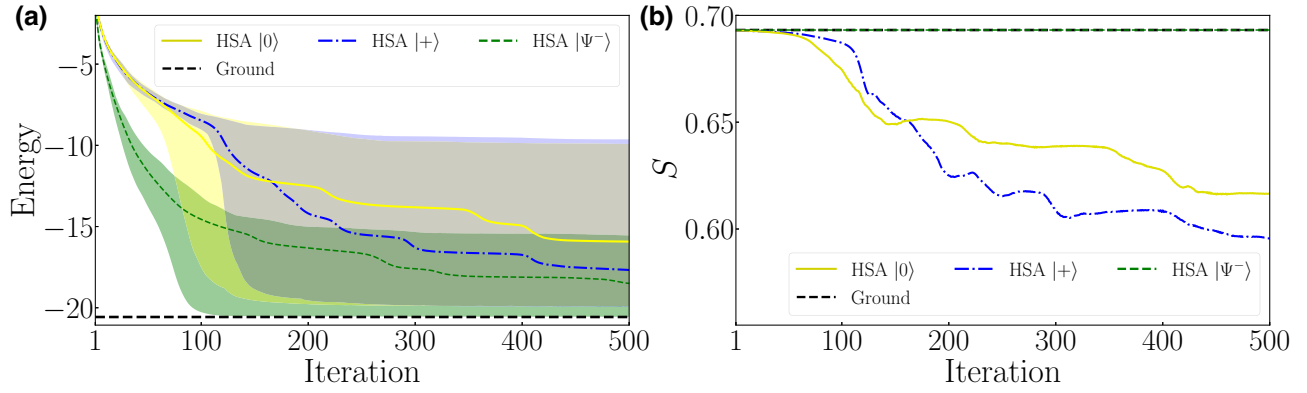 (a)
HSA |0⟩ HSA |+⟩ HSA |Ψ⁻⟩
Ground
Energy
−5
−10
−15
−20
1 100 200 300 400 500
Iteration
(b)
0.70
0.65
0.60
S
HSA |0⟩ HSA |+⟩ HSA |Ψ⁻⟩
Ground
1 100 200 300 400 500
Iteration